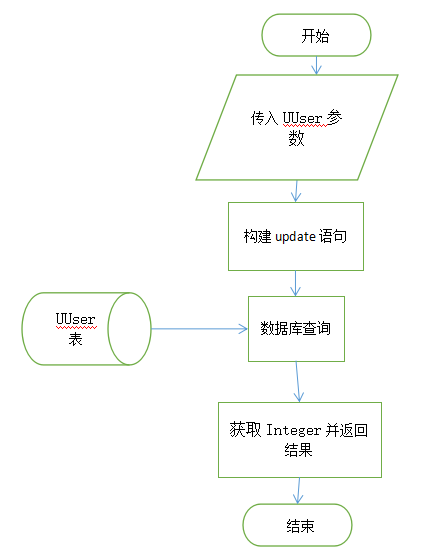 开始
传入 UUser 参
数
构建 update 语句
UUser
表
数据库查询
获取 Integer 并返回
结果
结束